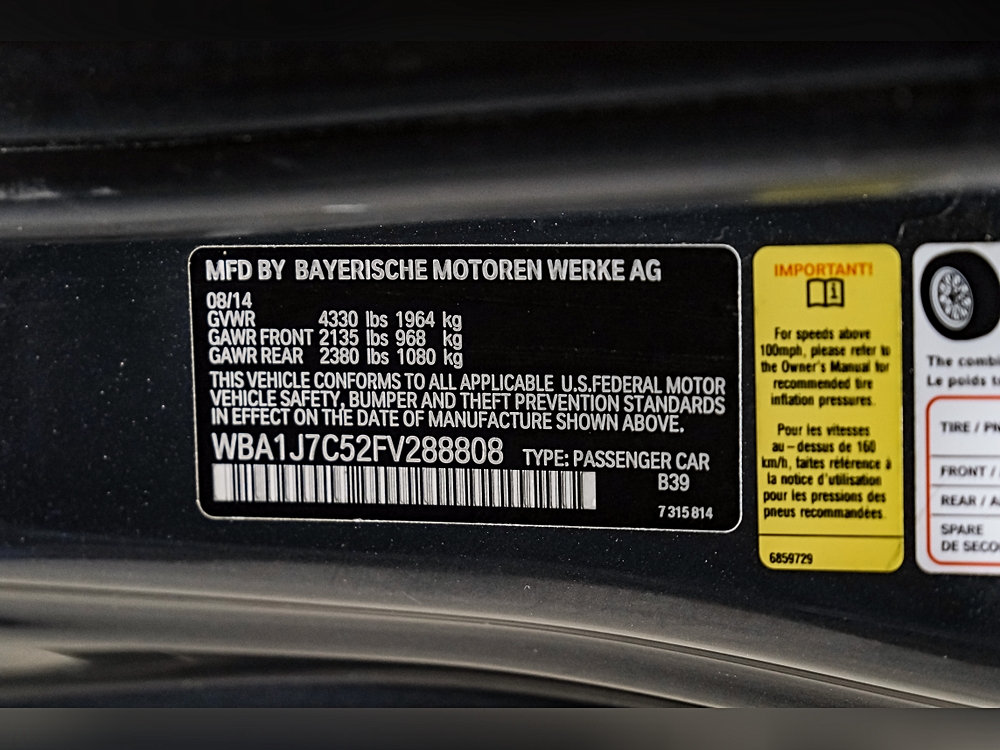 MFD BY BAYERISCHE MOTOREN WERKE AG
08/14
GVWR 4330 lbs 1964 kg
GAWR FRONT 2135 lbs 968 kg
GAWR REAR 2380 lbs 1080 kg
THIS VEHICLE CONFORMS TO ALL APPLICABLE U.S.FEDERAL MOTOR
VEHICLE SAFETY, BUMPER AND THEFT PREVENTION STANDARDS
IN EFFECT ON THE DATE OF MANUFACTURE SHOWN ABOVE.
WBA1J7C52FV288808 TYPE: PASSENGER CAR
B39
7 315 814
IMPORTANT!
For speeds above
100mph, please refer to
the Owner's Manual for
recommended tire
inflation pressures.
Pour les vitesses
au-dessus de 160
km/h, faites référence à
la notice d'utilisation
pour les pressions des
pneus recommandées.
6859729
The combin
Le poids to
TIRE / PN
FRONT /
REAR / A
SPARE
DE SECO